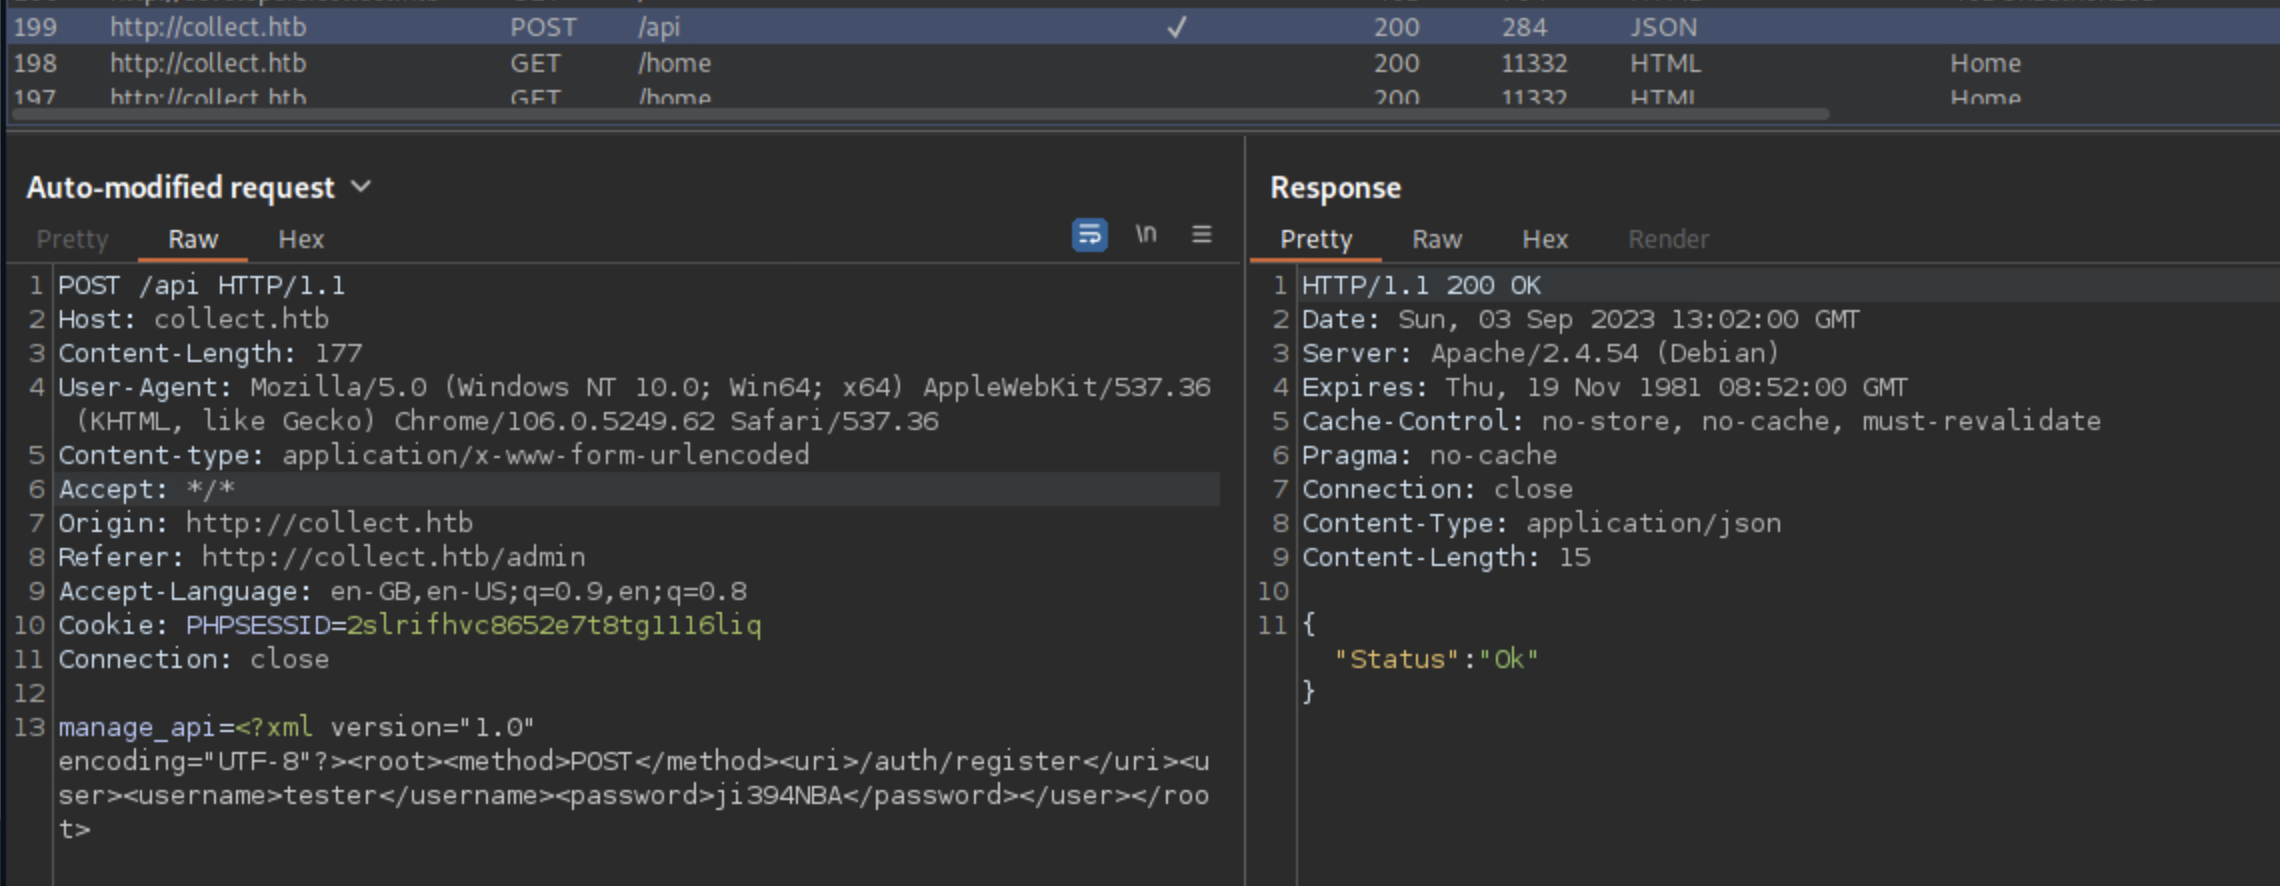 199 http://collect.htb POST /api ✓ 200 284 JSON
198 http://collect.htb GET /home 200 11332 HTML Home
197 http://collect.htb GET /home 200 11332 HTML Home
Auto-modified request
Pretty Raw Hex \n
1 POST /api HTTP/1.1
2 Host: collect.htb
3 Content-Length: 177
4 User-Agent: Mozilla/5.0 (Windows NT 10.0; Win64; x64) AppleWebKit/537.36
(KHTML, like Gecko) Chrome/106.0.5249.62 Safari/537.36
5 Content-type: application/x-www-form-urlencoded
6 Accept: */*
7 Origin: http://collect.htb
8 Referer: http://collect.htb/admin
9 Accept-Language: en-GB,en-US;q=0.9,en;q=0.8
10 Cookie: PHPSESSID=2slrifhvc8652e7t8tg1l16liq
11 Connection: close
12
13 manage_api=<?xml version="1.0"
encoding="UTF-8"?><root><method>POST</method><uri>/auth/register</uri><u
ser><username>tester</username><password>ji394NBA</password></user></roo
t>
Response
Pretty Raw Hex Render
1 HTTP/1.1 200 OK
2 Date: Sun, 03 Sep 2023 13:02:00 GMT
3 Server: Apache/2.4.54 (Debian)
4 Expires: Thu, 19 Nov 1981 08:52:00 GMT
5 Cache-Control: no-store, no-cache, must-revalidate
6 Pragma: no-cache
7 Connection: close
8 Content-Type: application/json
9 Content-Length: 15
10
11 {
"Status":"Ok"
}